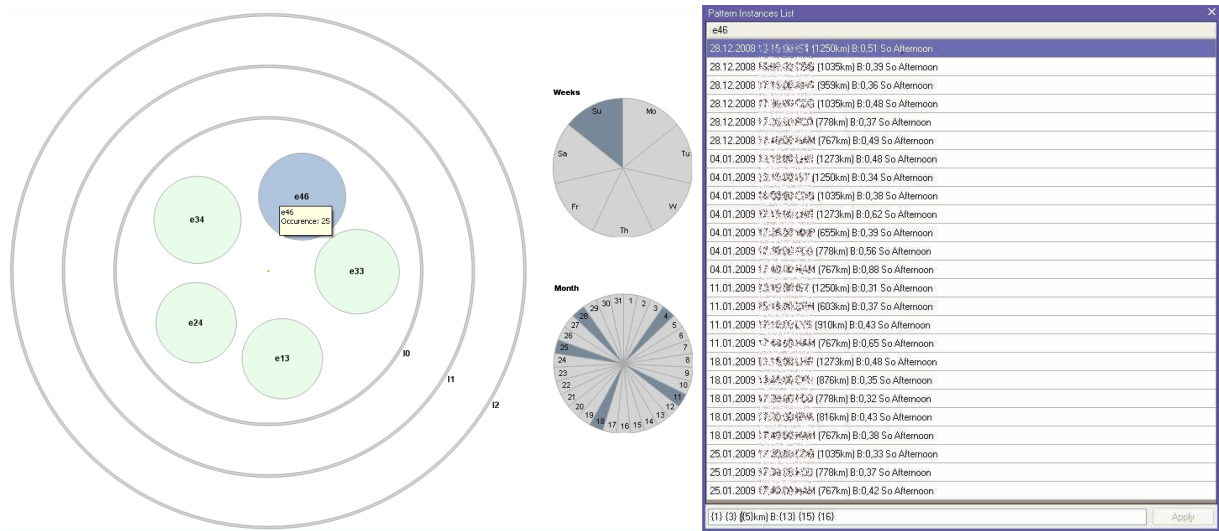 e46
e46
Occurence: 25
e34
e33
e24
e13
I0
I1
I2
Weeks
Su
Mo
Sa
Tu
Fr
W
Th
Month
31
1
30
2
29
3
28
4
27
5
26
6
25
7
24
8
23
9
22
10
21
11
20
12
19
13
18
14
17
15
16
Pattern Instances List
e46
28.12.2008 (1250km) B:0,51 So Afternoon
28.12.2008 (1035km) B:0,39 So Afternoon
28.12.2008 (959km) B:0,36 So Afternoon
28.12.2008 (1035km) B:0,48 So Afternoon
28.12.2008 (778km) B:0,37 So Afternoon
28.12.2008 (767km) B:0,49 So Afternoon
04.01.2009 (1273km) B:0,48 So Afternoon
04.01.2009 (1250km) B:0,34 So Afternoon
04.01.2009 (1035km) B:0,38 So Afternoon
04.01.2009 (1273km) B:0,62 So Afternoon
04.01.2009 (655km) B:0,39 So Afternoon
04.01.2009 (778km) B:0,56 So Afternoon
04.01.2009 (767km) B:0,88 So Afternoon
11.01.2009 (1250km) B:0,31 So Afternoon
11.01.2009 (603km) B:0,37 So Afternoon
11.01.2009 (910km) B:0,43 So Afternoon
11.01.2009 (767km) B:0,65 So Afternoon
18.01.2009 (1273km) B:0,48 So Afternoon
18.01.2009 (876km) B:0,35 So Afternoon
18.01.2009 (778km) B:0,32 So Afternoon
18.01.2009 (816km) B:0,43 So Afternoon
18.01.2009 (767km) B:0,38 So Afternoon
25.01.2009 (1035km) B:0,33 So Afternoon
25.01.2009 (778km) B:0,37 So Afternoon
25.01.2009 (767km) B:0,42 So Afternoon
{1} {3} ({5}km) B:{13} {15} {16}
Apply